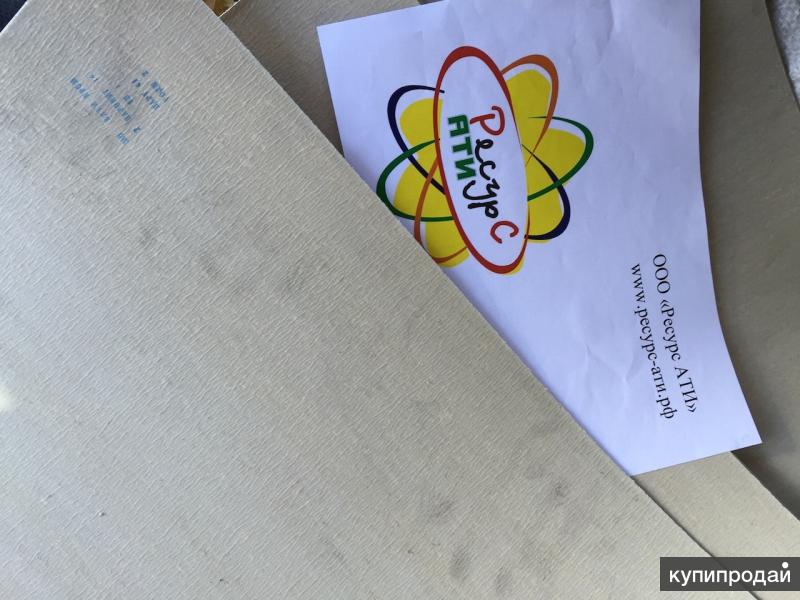 Ресурс
АТИ
ООО «Ресурс АТИ»
www.ресурс-ати.рф
купипродай